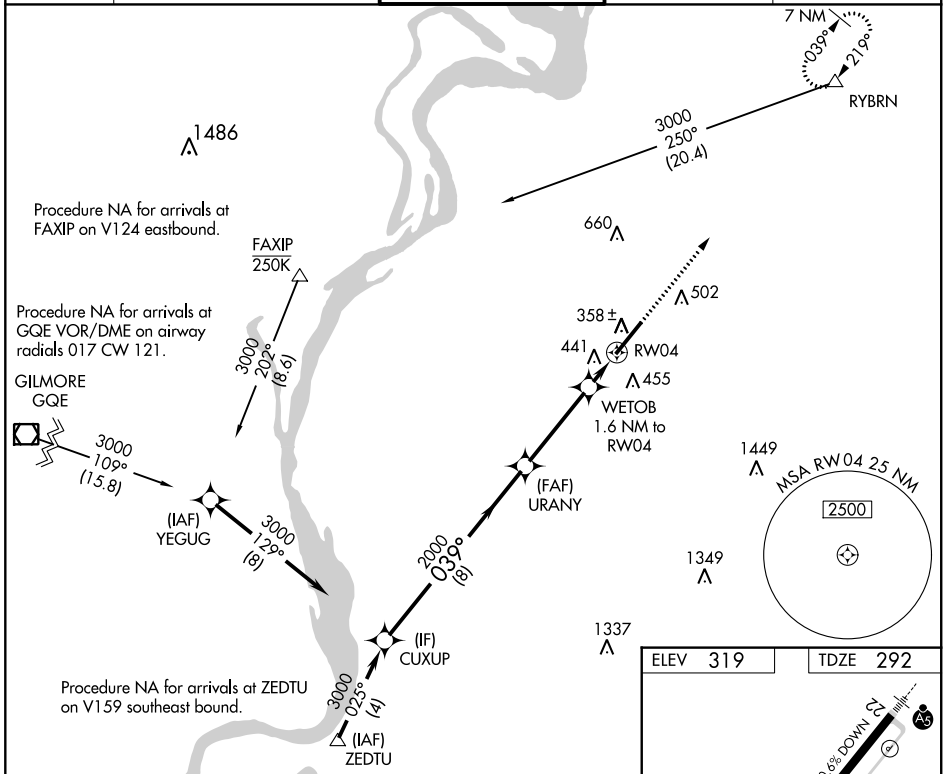 7 NM
039°
219°
RYBRN
3000
250°
(20.4)
1486
Procedure NA for arrivals at
FAXIP on V124 eastbound.
660
FAXIP
250K
502
Procedure NA for arrivals at
GQE VOR/DME on airway
radials 017 CW 121.
358 ±
3000
202°
(8.6)
441
RW04
455
GILMORE
GQE
WETOB
1.6 NM to
RW04
3000
109°
(15.8)
1449
MSA RW04 25 NM
2500
(FAF)
URANY
(IAF)
YEGUG
3000
129°
(8)
2000
039°
(8)
1349
(IF)
CUXUP
1337
ELEV 319
TDZE 292
Procedure NA for arrivals at ZEDTU
on V159 southeast bound.
3000
025°
(4)
(IAF)
ZEDTU
22
A5
0.6% DOWN